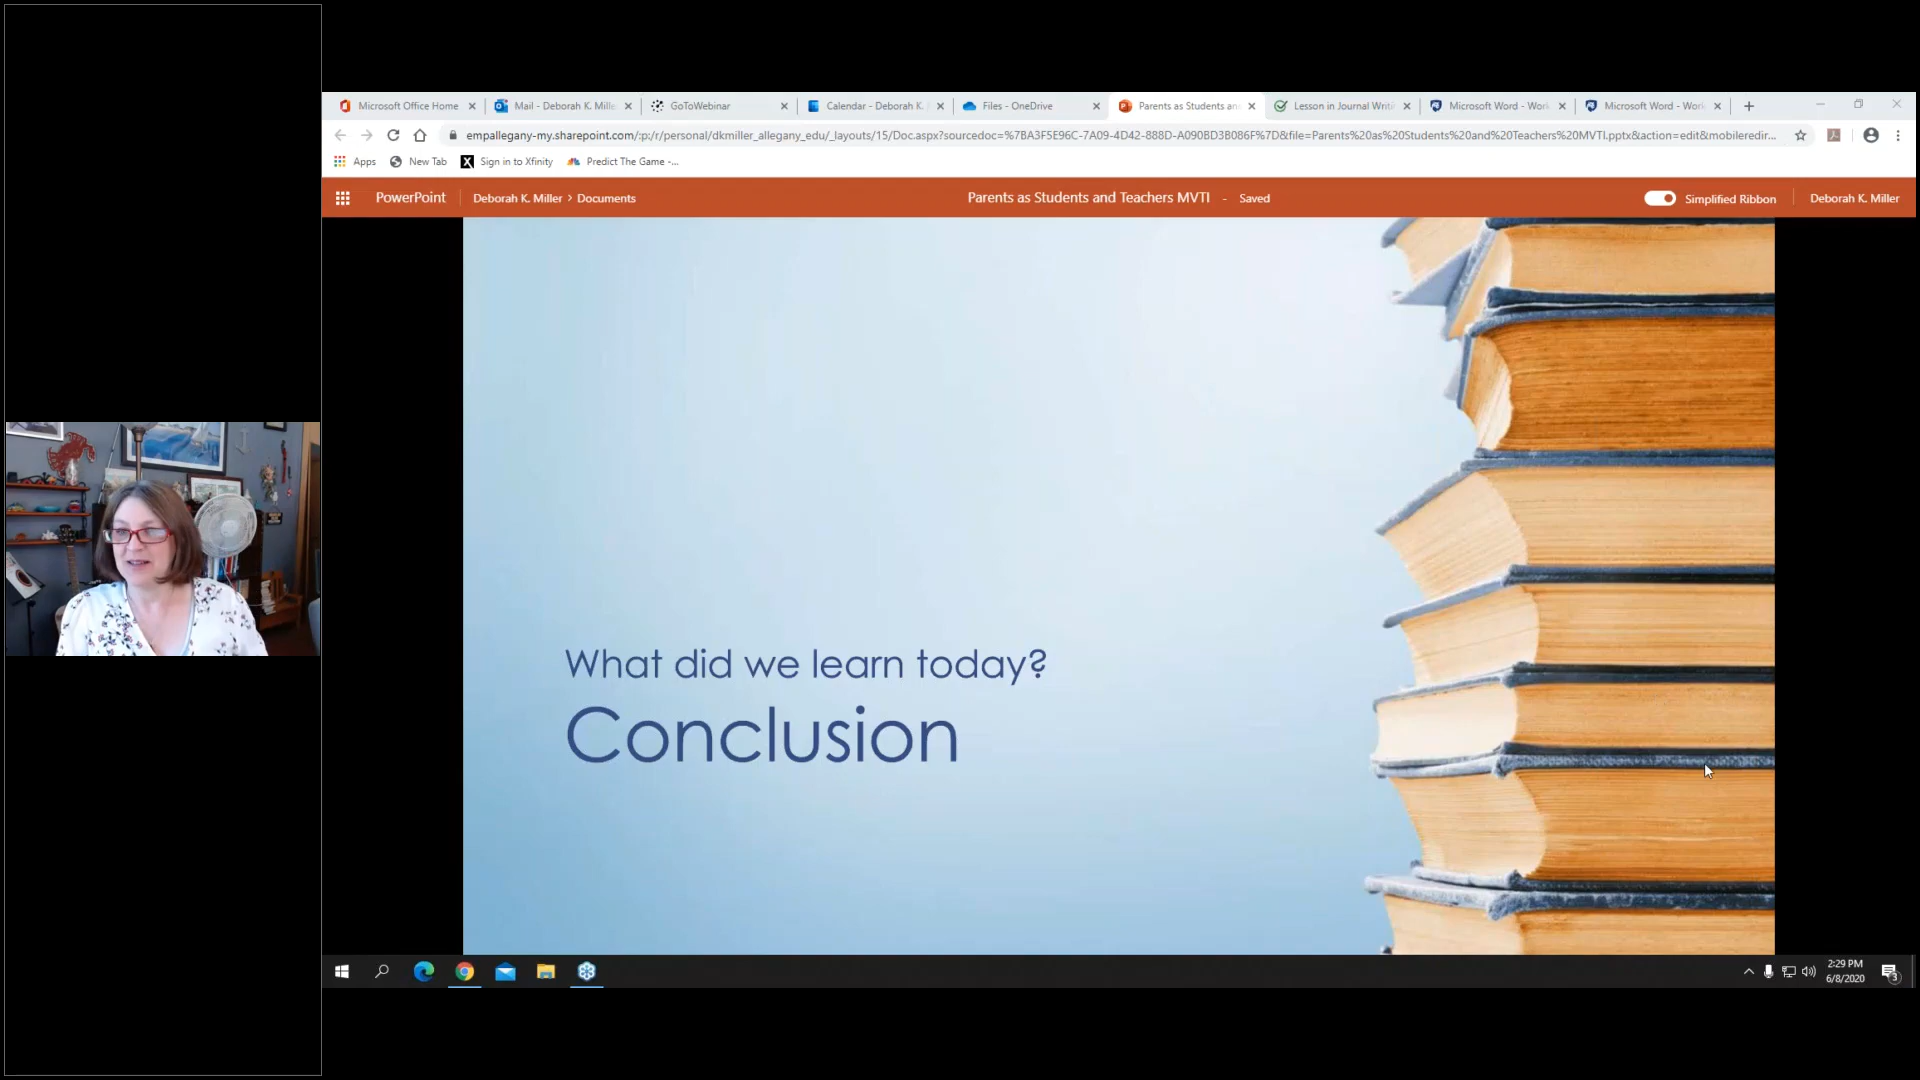 Microsoft Office Home
Mail - Deborah K. Mille
GoToWebinar
Calendar - Deborah K.
Files - OneDrive
Parents as Students an
Lesson in Journal Writi
Microsoft Word - Work
Microsoft Word - Work
empallegany-my.sharepoint.com/:p:/r/personal/dkmiller_allegany_edu/_layouts/15/Doc.aspx?sourcedoc=%7BA3F5E96C-7A09-4D42-888D-A090BD3B086F%7D&file=Parents%20as%20Students%20and%20Teachers%20MVTI.pptx&action=edit&mobileredir...
Apps
New Tab
Sign in to Xfinity
Predict The Game -...
PowerPoint
Deborah K. Miller > Documents
Parents as Students and Teachers MVTI - Saved
Simplified Ribbon
Deborah K. Miller
What did we learn today?
Conclusion
2:29 PM
6/8/2020
3